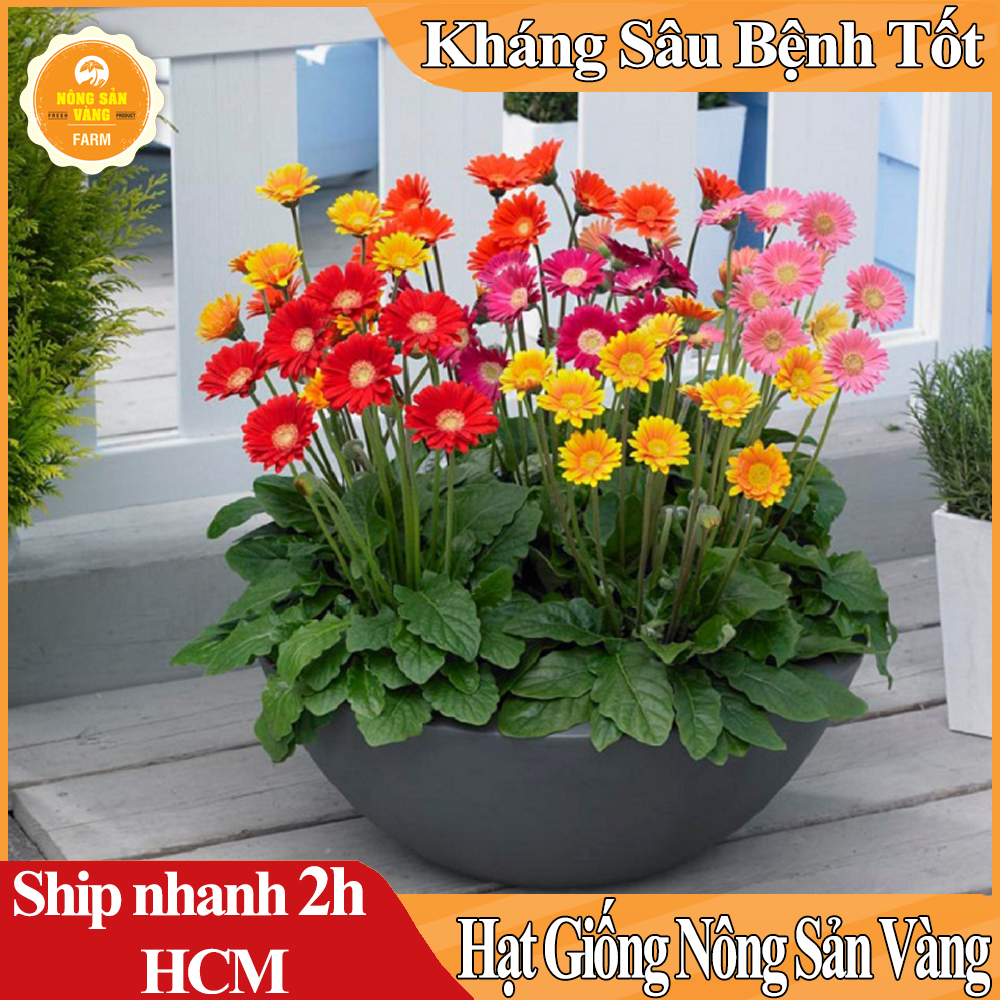 Kháng Sâu Bệnh Tốt
NÔNG SẢN
FRESH VÀNG PRODUCT
FARM
Ship nhanh 2h
HCM
Hạt Giống Nông Sản Vàng